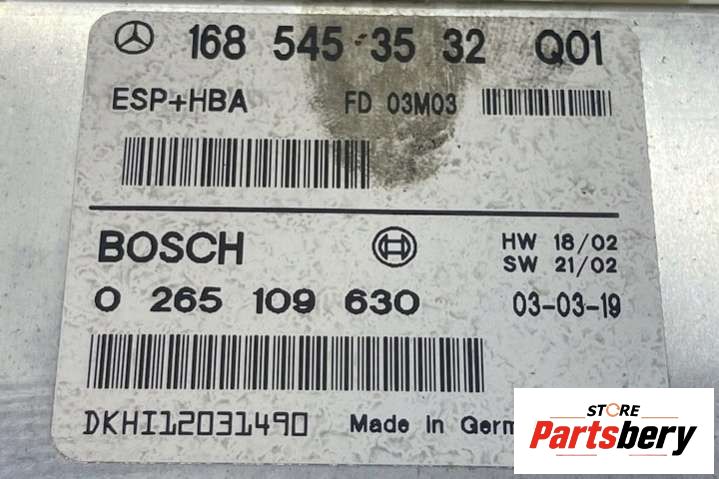 168 545 35 32 Q01
ESP+HBA FD 03M03
BOSCH HW 18/02
SW 21/02
0 265 109 630 03-03-19
DKHI12031490 Made in Germ
STORE
Partsbery